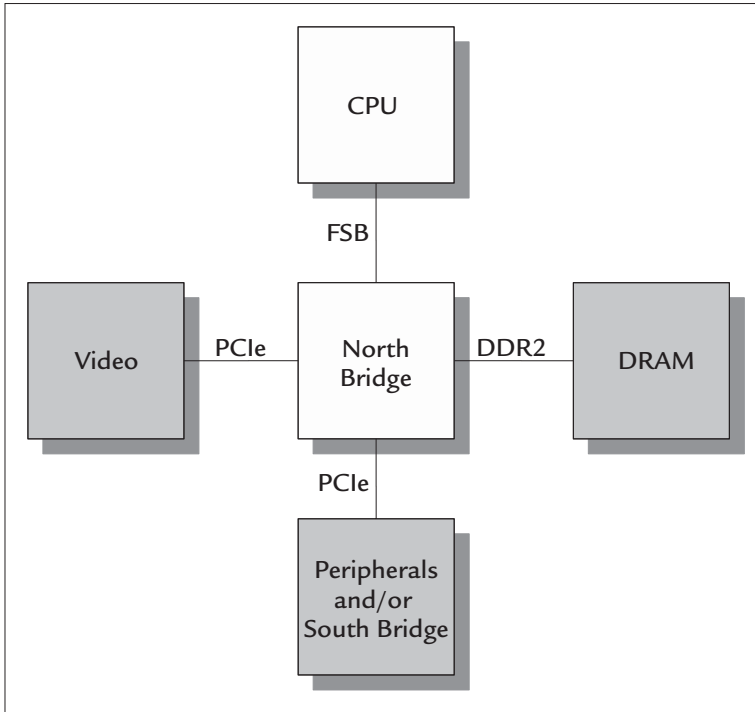 CPU
FSB
Video
PCIe
North
Bridge
DDR2
DRAM
PCIe
Peripherals
and/or
South Bridge